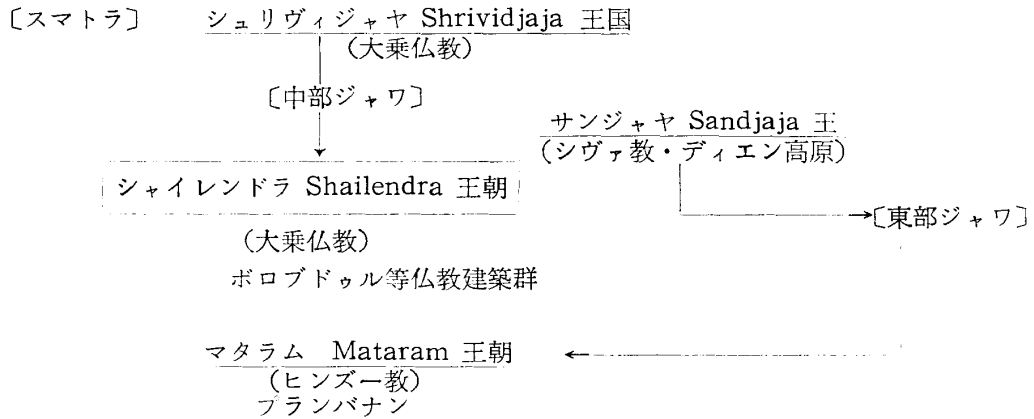 〔スマトラ〕 シュリヴィジャヤ Shrividjaja 王国
(大乗仏教)
〔中部ジャワ〕
サンジャヤ Sandjaja 王
(シヴァ教・ディエン高原)
シャイレンドラ Shailendra 王朝
〔東部ジャワ〕
(大乗仏教)
ボロブドゥル等仏教建築群
マタラム Mataram 王朝
(ヒンズー教)
プランバナン